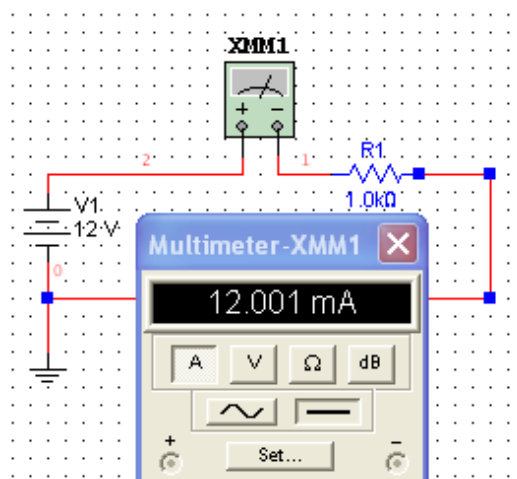 XMM1
+ −
2
1
R1
1.0kΩ
V1
12 V
0
Multimeter-XMM1
12.001 mA
A V Ω dB
+ Set... −